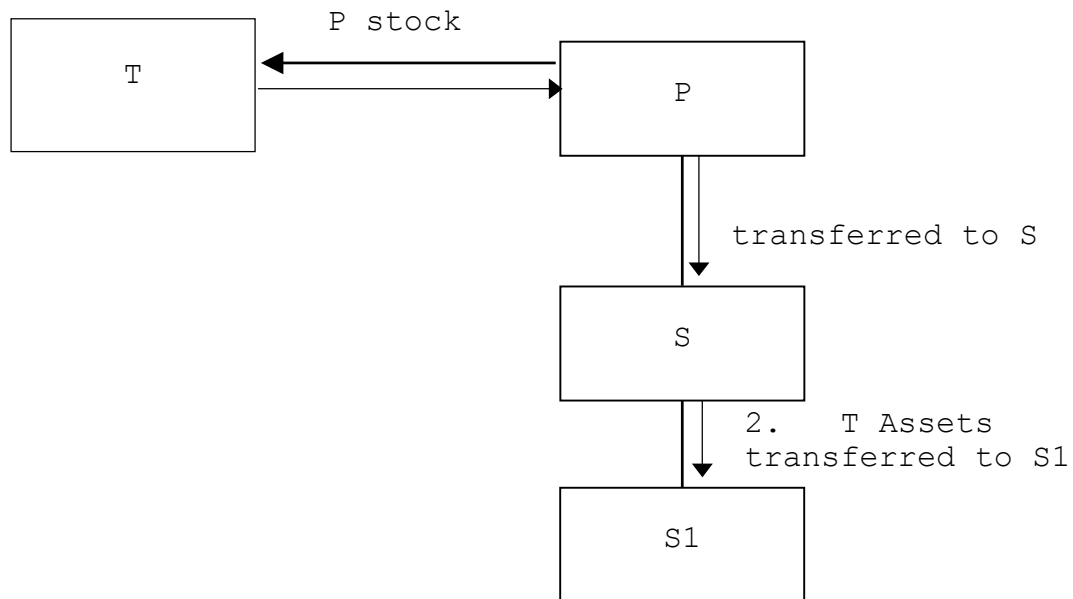 P stock
T
P
transferred to S
S
2. T Assets
transferred to S1
S1